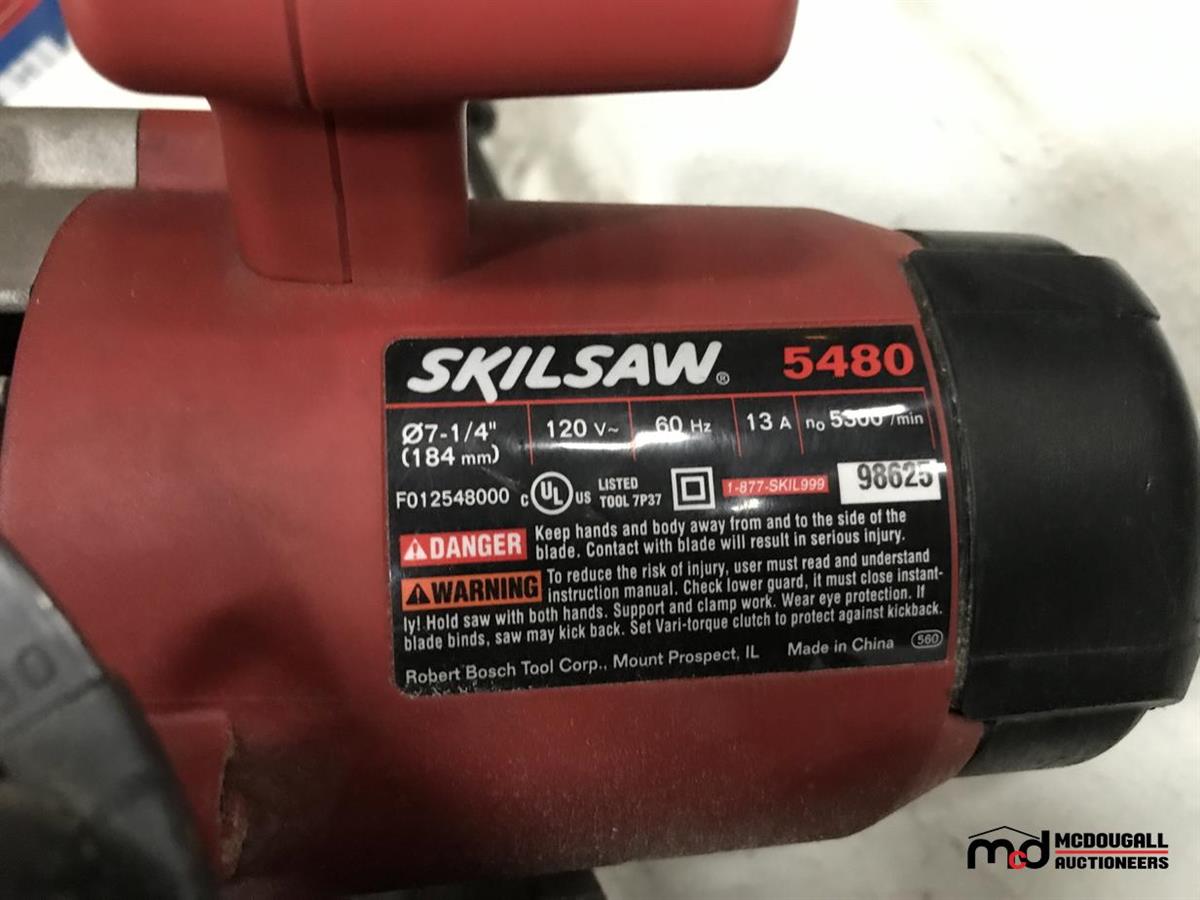 SKILSAW® 5480
Ø7-1/4" 120 V~ 60 Hz 13 A n₀ 5300 /min
(184 mm)
F012548000 c UL us LISTED TOOL 7P37 1-877-SKIL999 98625
DANGER Keep hands and body away from and to the side of the
blade. Contact with blade will result in serious injury.
WARNING To reduce the risk of injury, user must read and understand
instruction manual. Check lower guard, it must close instant-
ly! Hold saw with both hands. Support and clamp work. Wear eye protection. If
blade binds, saw may kick back. Set Vari-torque clutch to protect against kickback.
Robert Bosch Tool Corp., Mount Prospect, IL Made in China 560
mcd MCDOUGALL
AUCTIONEERS